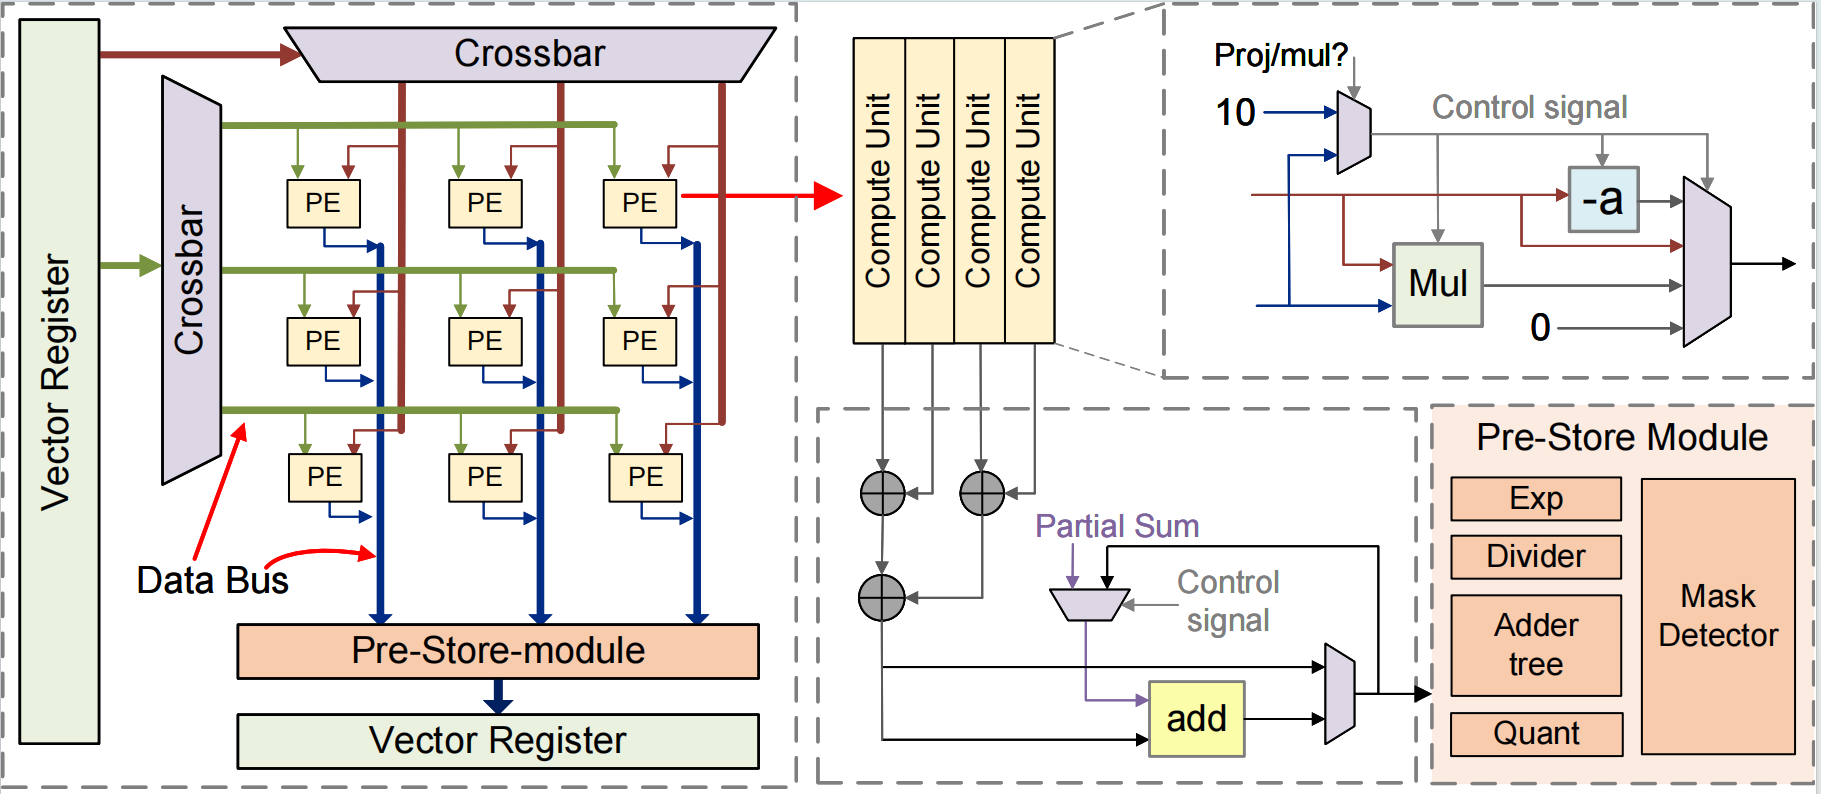 Vector Register
Crossbar
Crossbar
PE
PE
PE
PE
PE
PE
PE
PE
PE
Data Bus
Pre-Store-module
Vector Register
Compute Unit
Compute Unit
Compute Unit
Compute Unit
Proj/mul?
10
Control signal
-a
Mul
0
Partial Sum
Control
signal
add
Pre-Store Module
Exp
Divider
Adder
tree
Quant
Mask
Detector